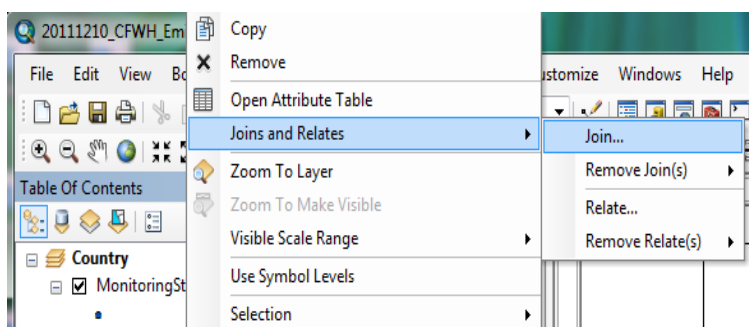 20111210_CFWH_Em
File Edit View
Table Of Contents
Country
MonitoringSt
Copy
Remove
Open Attribute Table
Joins and Relates
Zoom To Layer
Zoom To Make Visible
Visible Scale Range
Use Symbol Levels
Selection
ustomize Windows Help
Join...
Remove Join(s)
Relate...
Remove Relate(s)